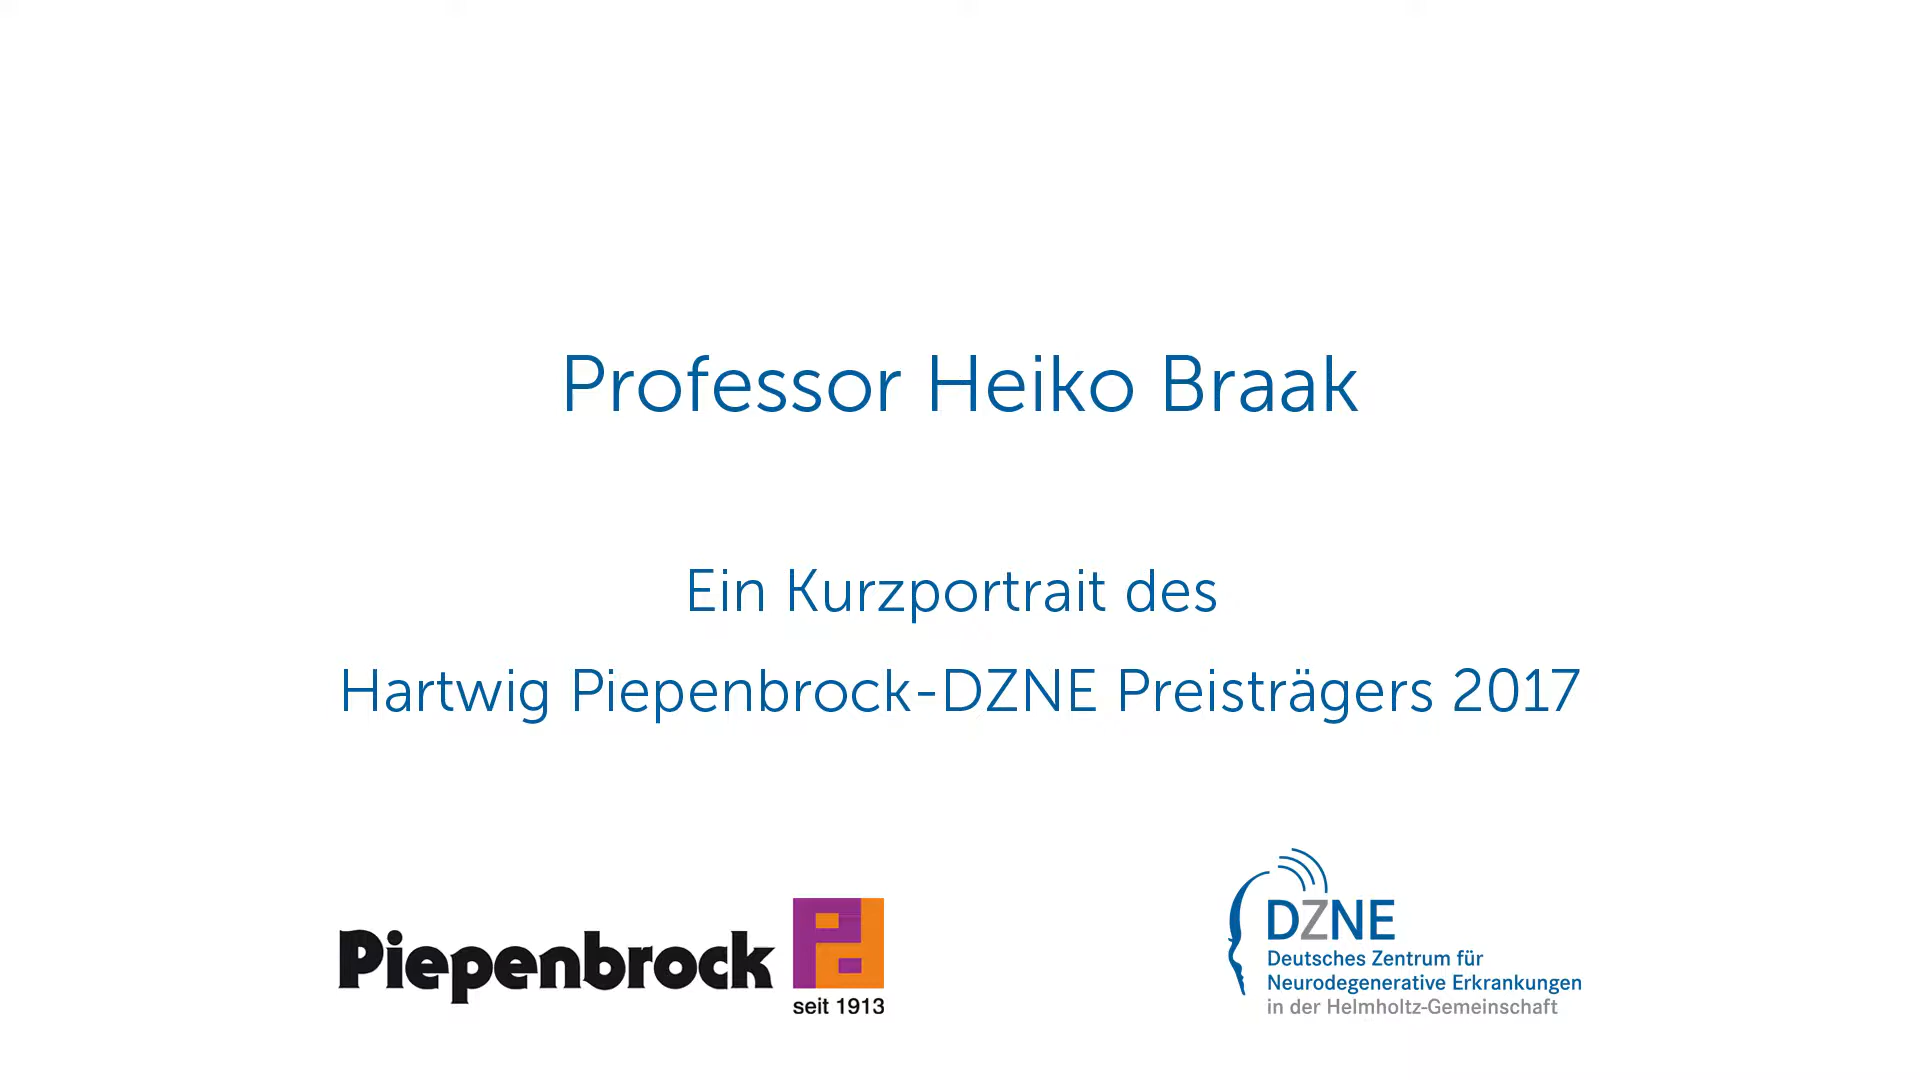 Professor Heiko Braak
Ein Kurzportrait des
Hartwig Piepenbrock-DZNE Preisträgers 2017
Piepenbrock
seit 1913
DZNE
Deutsches Zentrum für
Neurodegenerative Erkrankungen
in der Helmholtz-Gemeinschaft